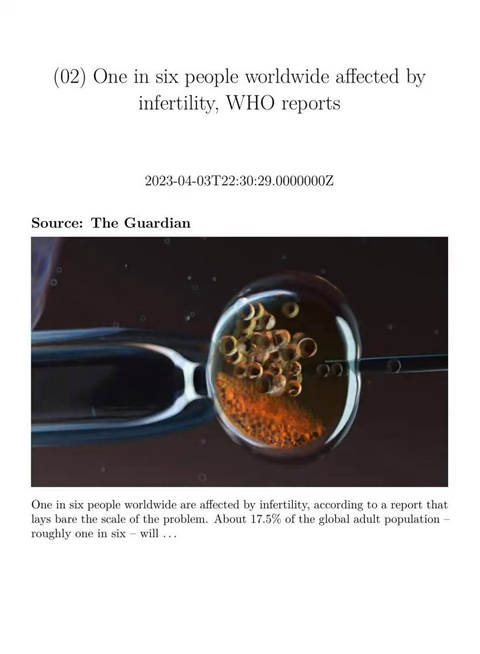 (02) One in six people worldwide affected by
infertility, WHO reports
2023-04-03T22:30:29.0000000Z
Source: The Guardian
One in six people worldwide are affected by infertility, according to a report that
lays bare the scale of the problem. About 17.5% of the global adult population –
roughly one in six – will . . .